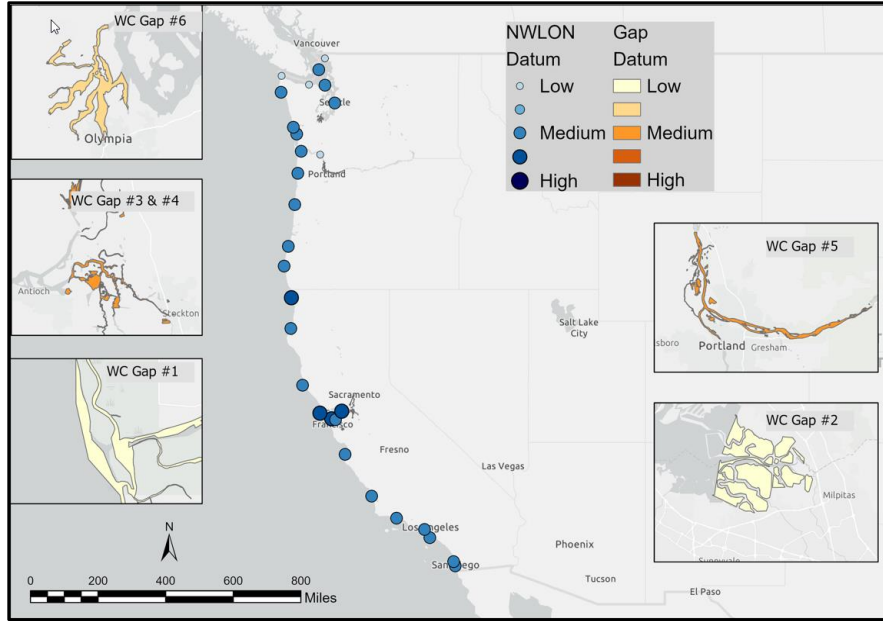 WC Gap #6
Olympia
WC Gap #3 & #4
Antioch
Stockton
WC Gap #1
Vancouver
Seattle
Portland
Salt Lake
City
Sacramento
Francisco
Fresno
Las Vegas
Los Angeles
San Diego
Phoenix
Tucson
El Paso
NWLON Gap
Datum Datum
Low Low
Medium Medium
High High
WC Gap #5
sboro
Portland
Gresham
WC Gap #2
Milpitas
Sunnyvale
N
0 200 400 600 800
Miles